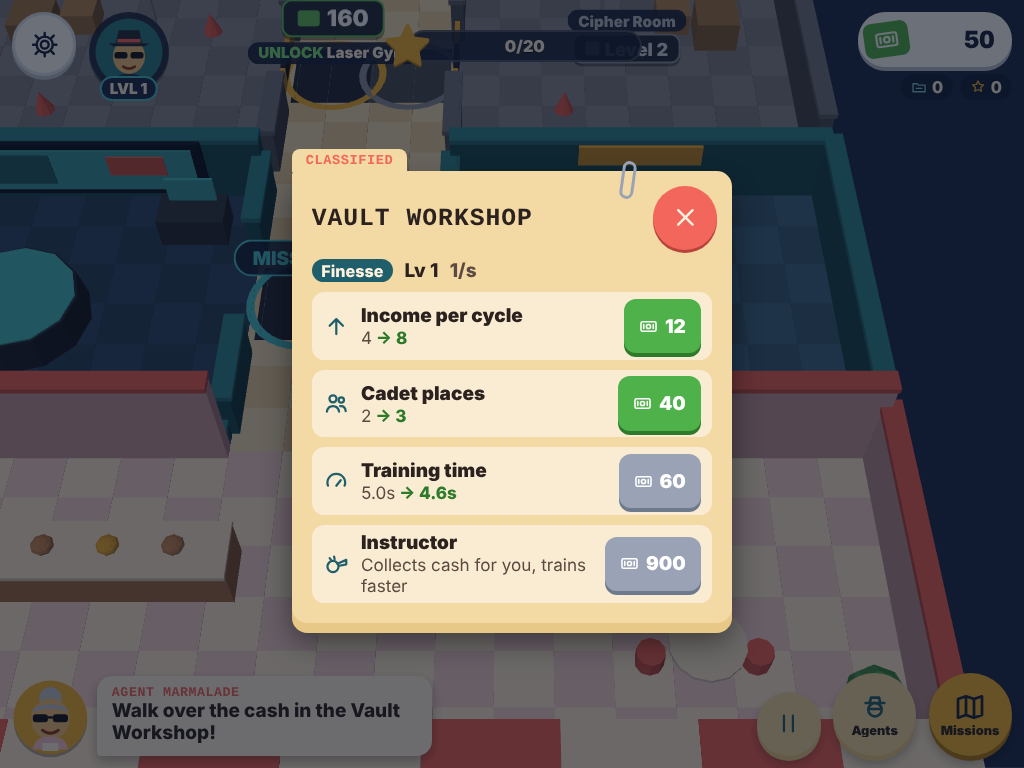 160
UNLOCK Laser Gy
0/20
Cipher Room
Level 2
50
0
0
LVL 1
CLASSIFIED
VAULT WORKSHOP
Finesse Lv 1 1/s
Income per cycle
4 → 8
12
Cadet places
2 → 3
40
Training time
5.0s → 4.6s
60
Instructor
Collects cash for you, trains
faster
900
MISS
AGENT MARMALADE
Walk over the cash in the Vault
Workshop!
Agents
Missions